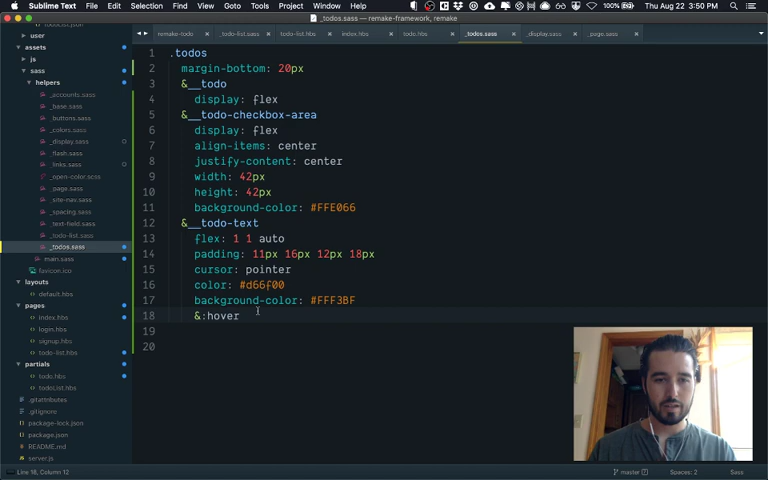 Sublime Text File Edit Selection Find View Goto Tools Project Window Help 100% Thu Aug 22 3:50 PM
_todos.sass — remake-framework, remake
remake-todo _todo-list.sass todo-list.hbs index.hbs todo.hbs _todos.sass _display.sass _page.sass
todoList.hbs
user
assets
js
sass
helpers
_accounts.sass
_base.sass
_buttons.sass
_colors.sass
_display.sass
_flash.sass
_links.sass
_open-color.scss
_page.sass
_site-nav.sass
_spacing.sass
_text-field.sass
_todo-list.sass
_todos.sass
main.sass
favicon.ico
layouts
default.hbs
pages
index.hbs
login.hbs
signup.hbs
todo-list.hbs
partials
todo.hbs
todoList.hbs
.gitattributes
.gitignore
package-lock.json
package.json
README.md
server.js
1 .todos
2 margin-bottom: 20px
3 &__todo
4 display: flex
5 &__todo-checkbox-area
6 display: flex
7 align-items: center
8 justify-content: center
9 width: 42px
10 height: 42px
11 background-color: #FFE066
12 &__todo-text
13 flex: 1 1 auto
14 padding: 11px 16px 12px 18px
15 cursor: pointer
16 color: #d66f00
17 background-color: #FFF3BF
18 &:hover
19
20
Line 18, Column 12 master Spaces: 2 Sass